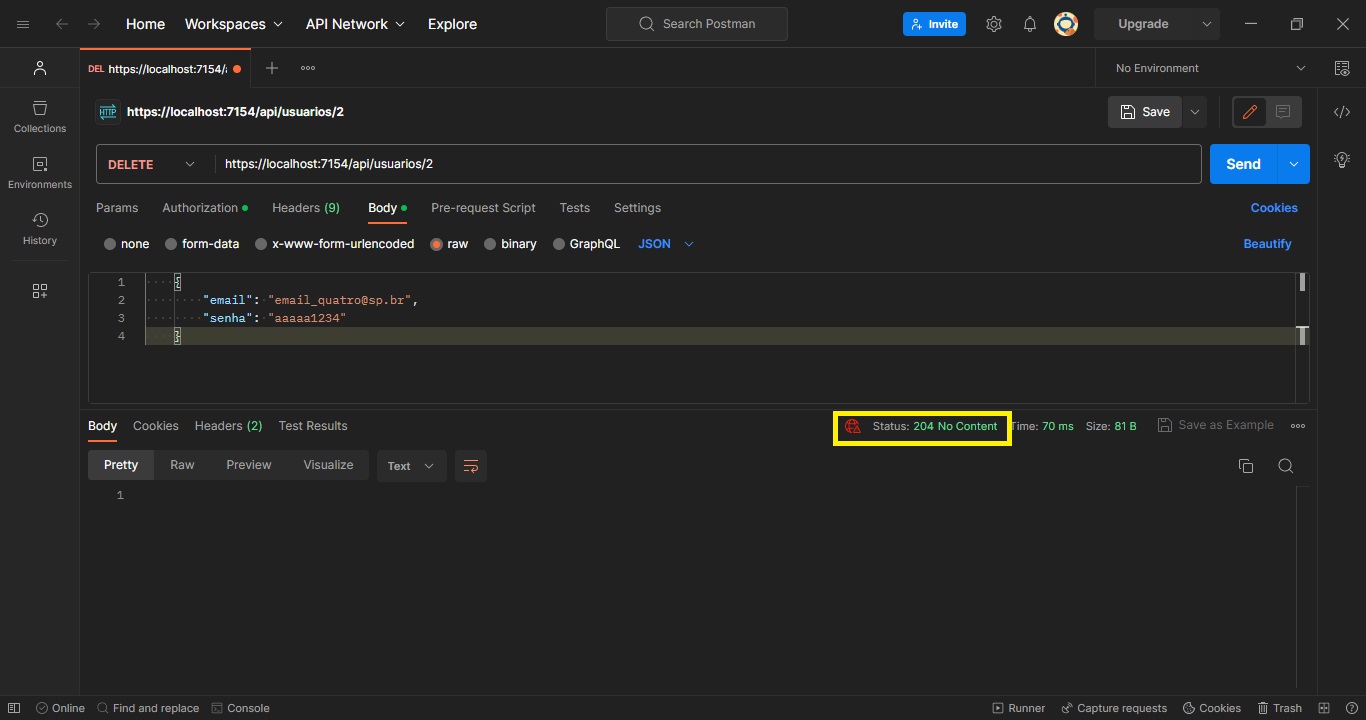 Home Workspaces API Network Explore Search Postman Invite Upgrade
DEL https://localhost:7154/ No Environment
https://localhost:7154/api/usuarios/2 Save
HTTP
Collections
DELETE https://localhost:7154/api/usuarios/2 Send
Environments
Params Authorization Headers (9) Body Pre-request Script Tests Settings Cookies
History
none form-data x-www-form-urlencoded raw binary GraphQL JSON Beautify
1 {
2 "email": "email_quatro@sp.br",
3 "senha": "aaaaa1234"
4 }
Body Cookies Headers (2) Test Results Status: 204 No Content Time: 70 ms Size: 81 B Save as Example
Pretty Raw Preview Visualize Text
1
Online Find and replace Console Runner Capture requests Cookies Trash